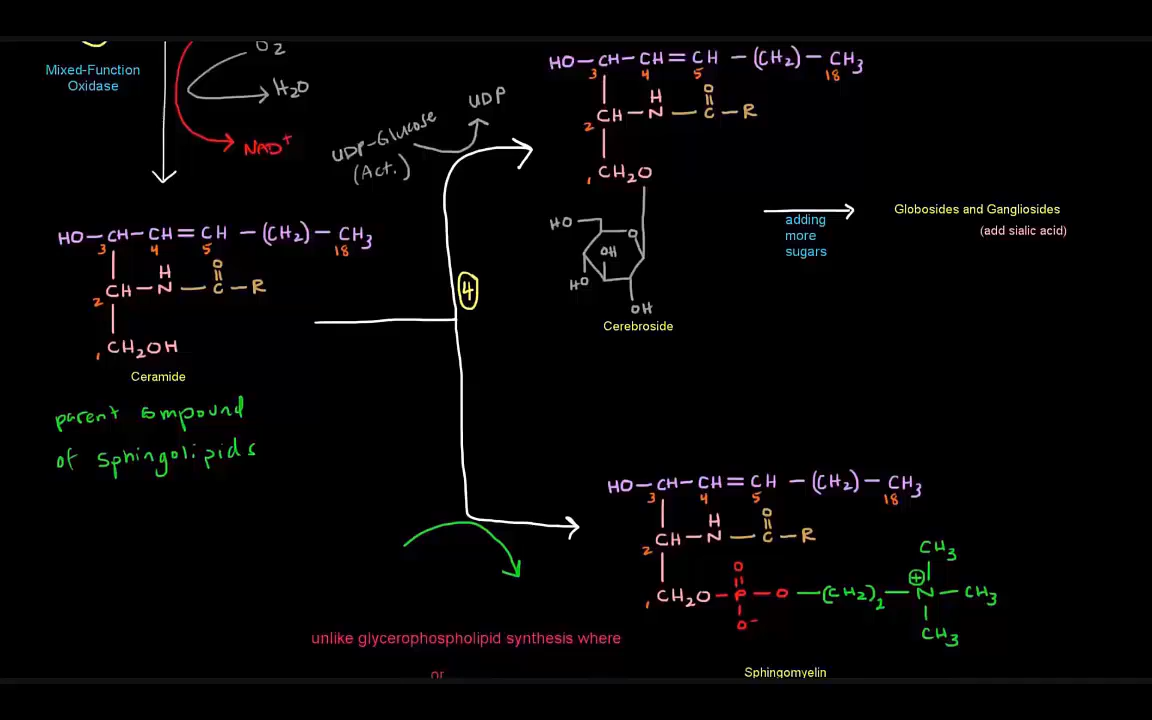 O2
Mixed-Function
Oxidase
H2O
NAD+
UDP-Glucose
(Act.)
UDP
HO-CH-CH=CH-(CH2)-CH3
3 4 5 18
O
H
2 CH-N-C-R
1 CH2O
HO
O
OH
HO
OH
Cerebroside
adding
more
sugars
Globosides and Gangliosides
(add sialic acid)
HO-CH-CH=CH-(CH2)-CH3
3 4 5 18
H O
2 CH-N-C-R
1 CH2OH
Ceramide
parent compound
of sphingolipids
4
HO-CH-CH=CH-(CH2)-CH3
3 4 5 18
H O
2 CH-N-C-R
CH3
O
1 CH2O-P-O-(CH2)2-N-CH3
+
O-
CH3
Sphingomyelin
unlike glycerophospholipid synthesis where
or